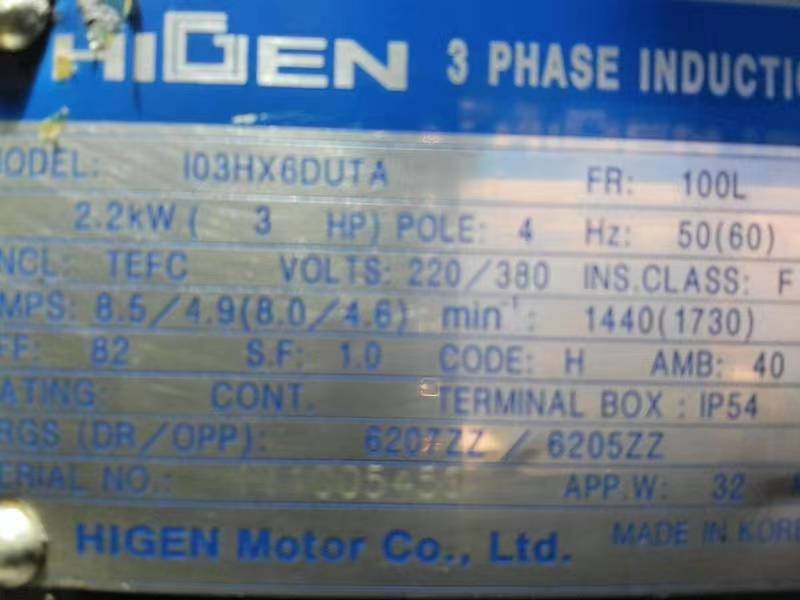 HIGEN 3 PHASE INDUCTIO
MODEL: I03HX6DUTA FR: 100L
2.2kW ( 3 HP) POLE: 4 Hz: 50(60)
NCL: TEFC VOLTS: 220/380 INS.CLASS: F
MPS: 8.5/4.9(8.0/4.6) min⁻¹: 1440(1730)
FF: 82 S.F: 1.0 CODE: H AMB: 40
ATING: CONT. TERMINAL BOX : IP54
RGS (DR/OPP): 6207ZZ / 6205ZZ
ERIAL NO.: APP.W: 32
HIGEN Motor Co., Ltd. MADE IN KORE